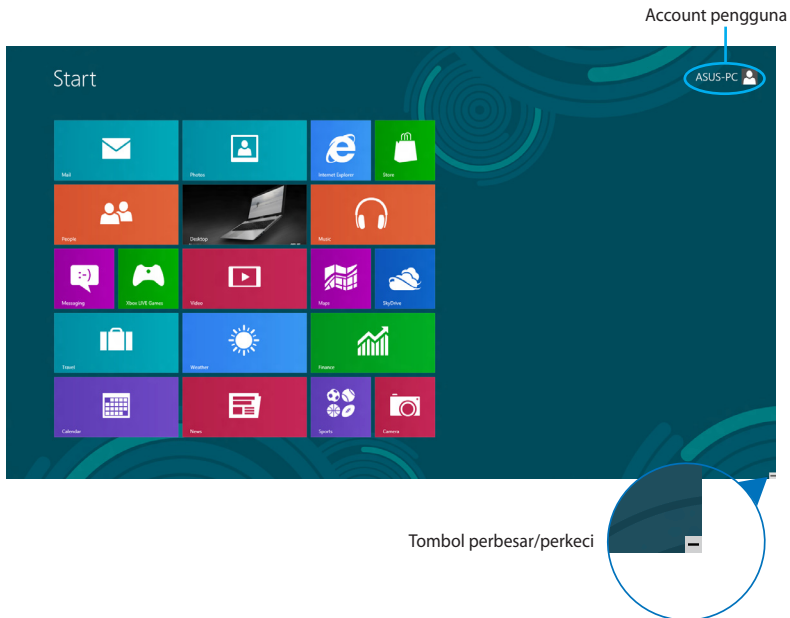 Account pengguna
Start
ASUS-PC
Mail
Photos
Internet Explorer
Store
People
Desktop
Music
:-)
Messaging
Xbox LIVE Games
Video
Maps
SkyDrive
Travel
Weather
Finance
Calendar
News
Sports
Camera
Tombol perbesar/perkeci